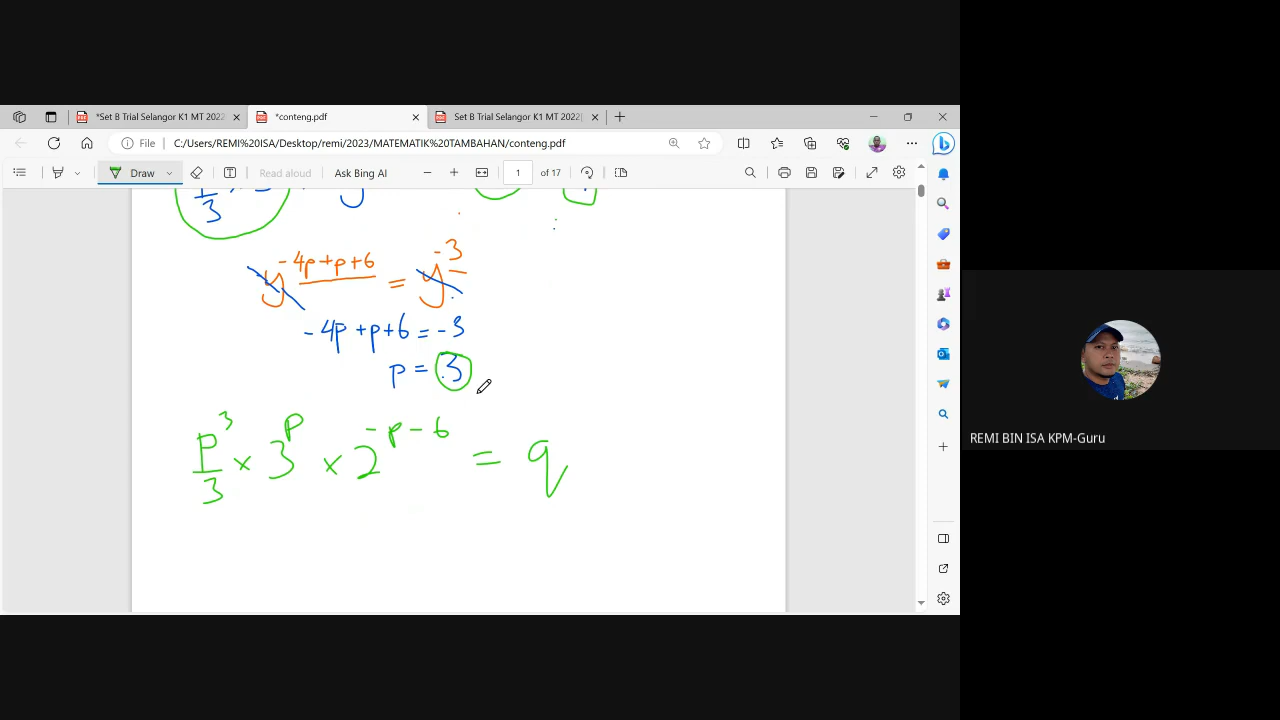 *Set B Trial Selangor K1 MT 2022
*conteng.pdf
Set B Trial Selangor K1 MT 2022|
File C:/Users/REMI%20ISA/Desktop/remi/2023/MATEMATIK%20TAMBAHAN/conteng.pdf
Draw Read aloud Ask Bing AI 1 of 17
3 y
y^(-4p+p+6) = y^(-3)
-4p+p+6 = -3
p = 3
p^3/3 × 3^p × 2^(-p-6) = q
REMI BIN ISA KPM-Guru